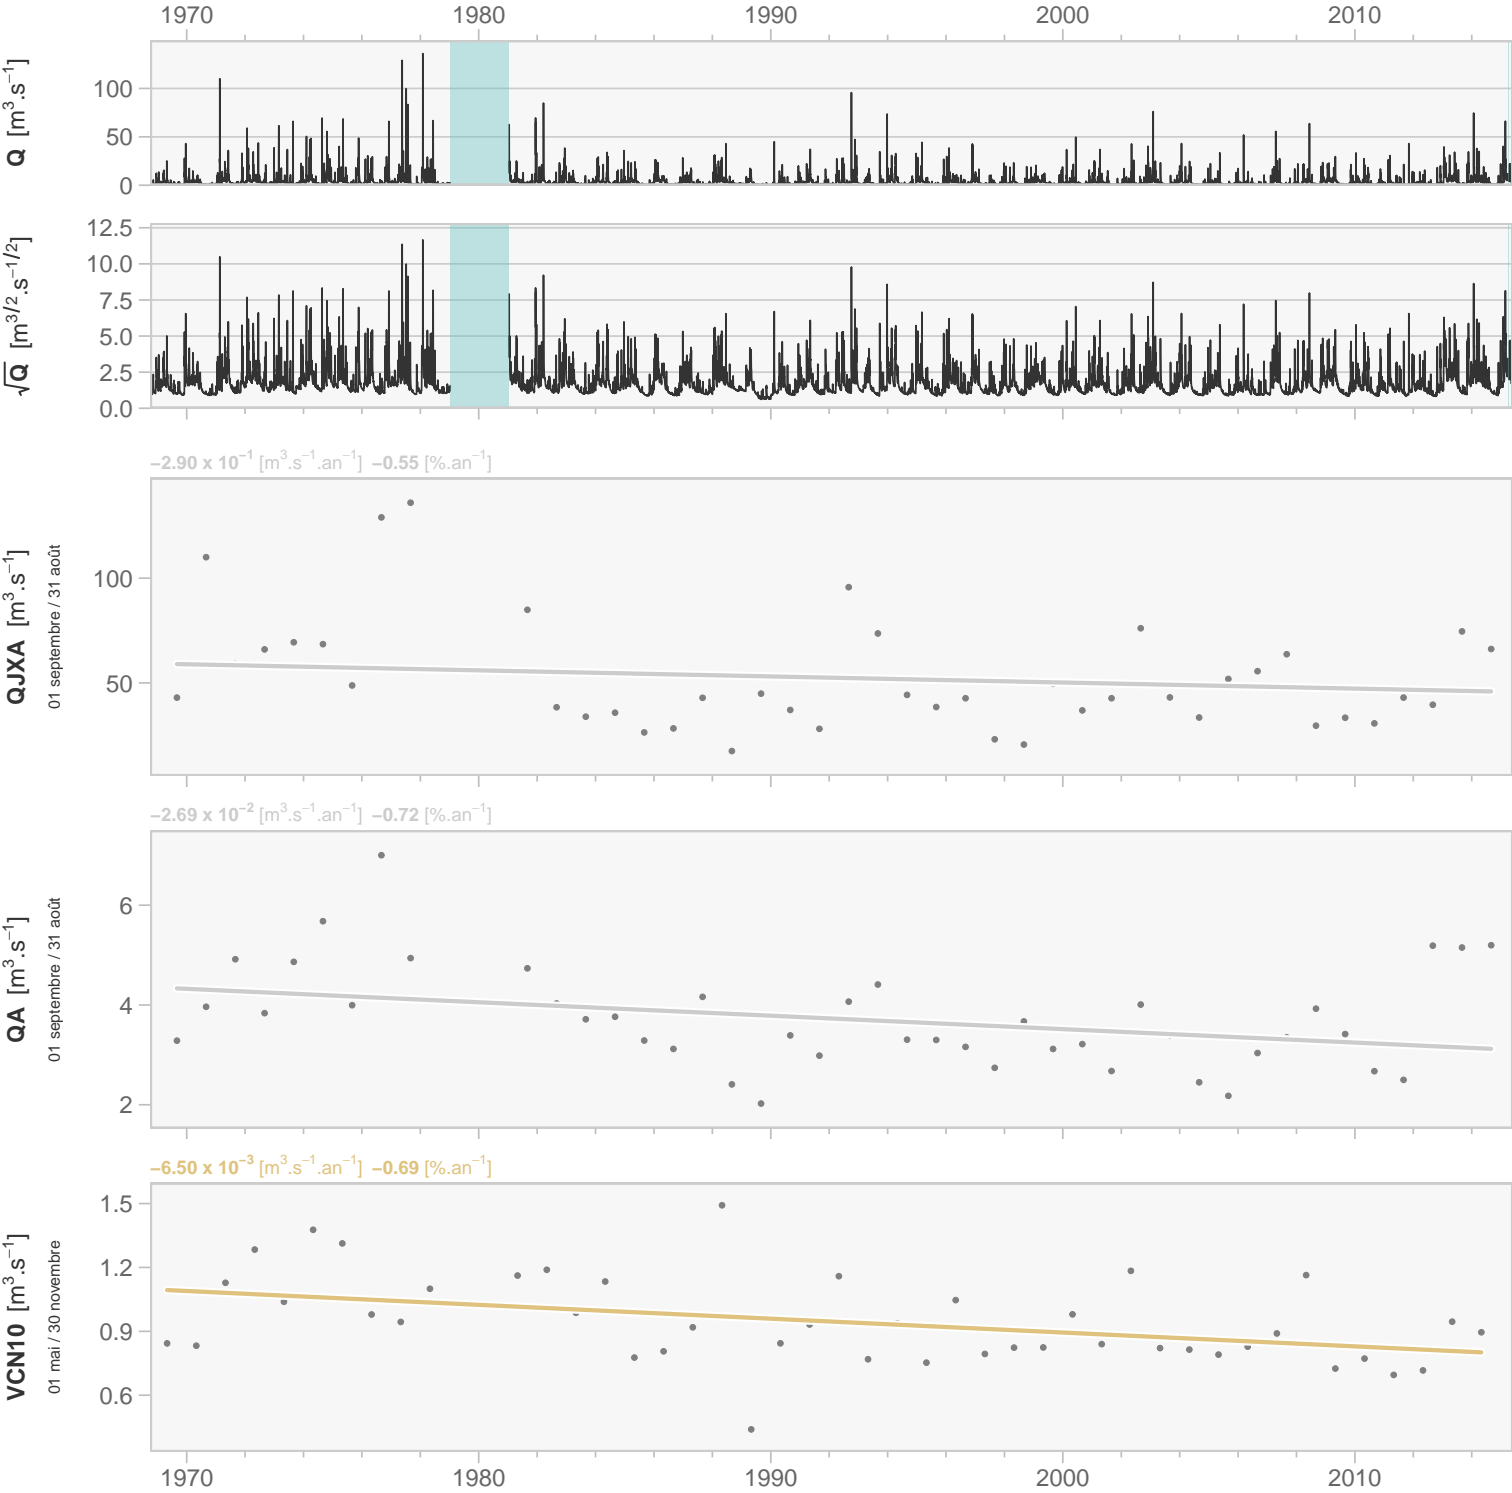 1970 1980 1990 2000 2010
Q [m³.s⁻¹]
100
50
0
√Q [m³ᐟ².s⁻¹ᐟ²]
12.5
10.0
7.5
5.0
2.5
0.0
−2.90 x 10⁻¹ [m³.s⁻¹.an⁻¹] −0.55 [%.an⁻¹]
QJXA [m³.s⁻¹]
01 septembre / 31 août
100
50
−2.69 x 10⁻² [m³.s⁻¹.an⁻¹] −0.72 [%.an⁻¹]
QA [m³.s⁻¹]
01 septembre / 31 août
6
4
2
−6.50 x 10⁻³ [m³.s⁻¹.an⁻¹] −0.69 [%.an⁻¹]
VCN10 [m³.s⁻¹]
01 mai / 30 novembre
1.5
1.2
0.9
0.6
1970 1980 1990 2000 2010